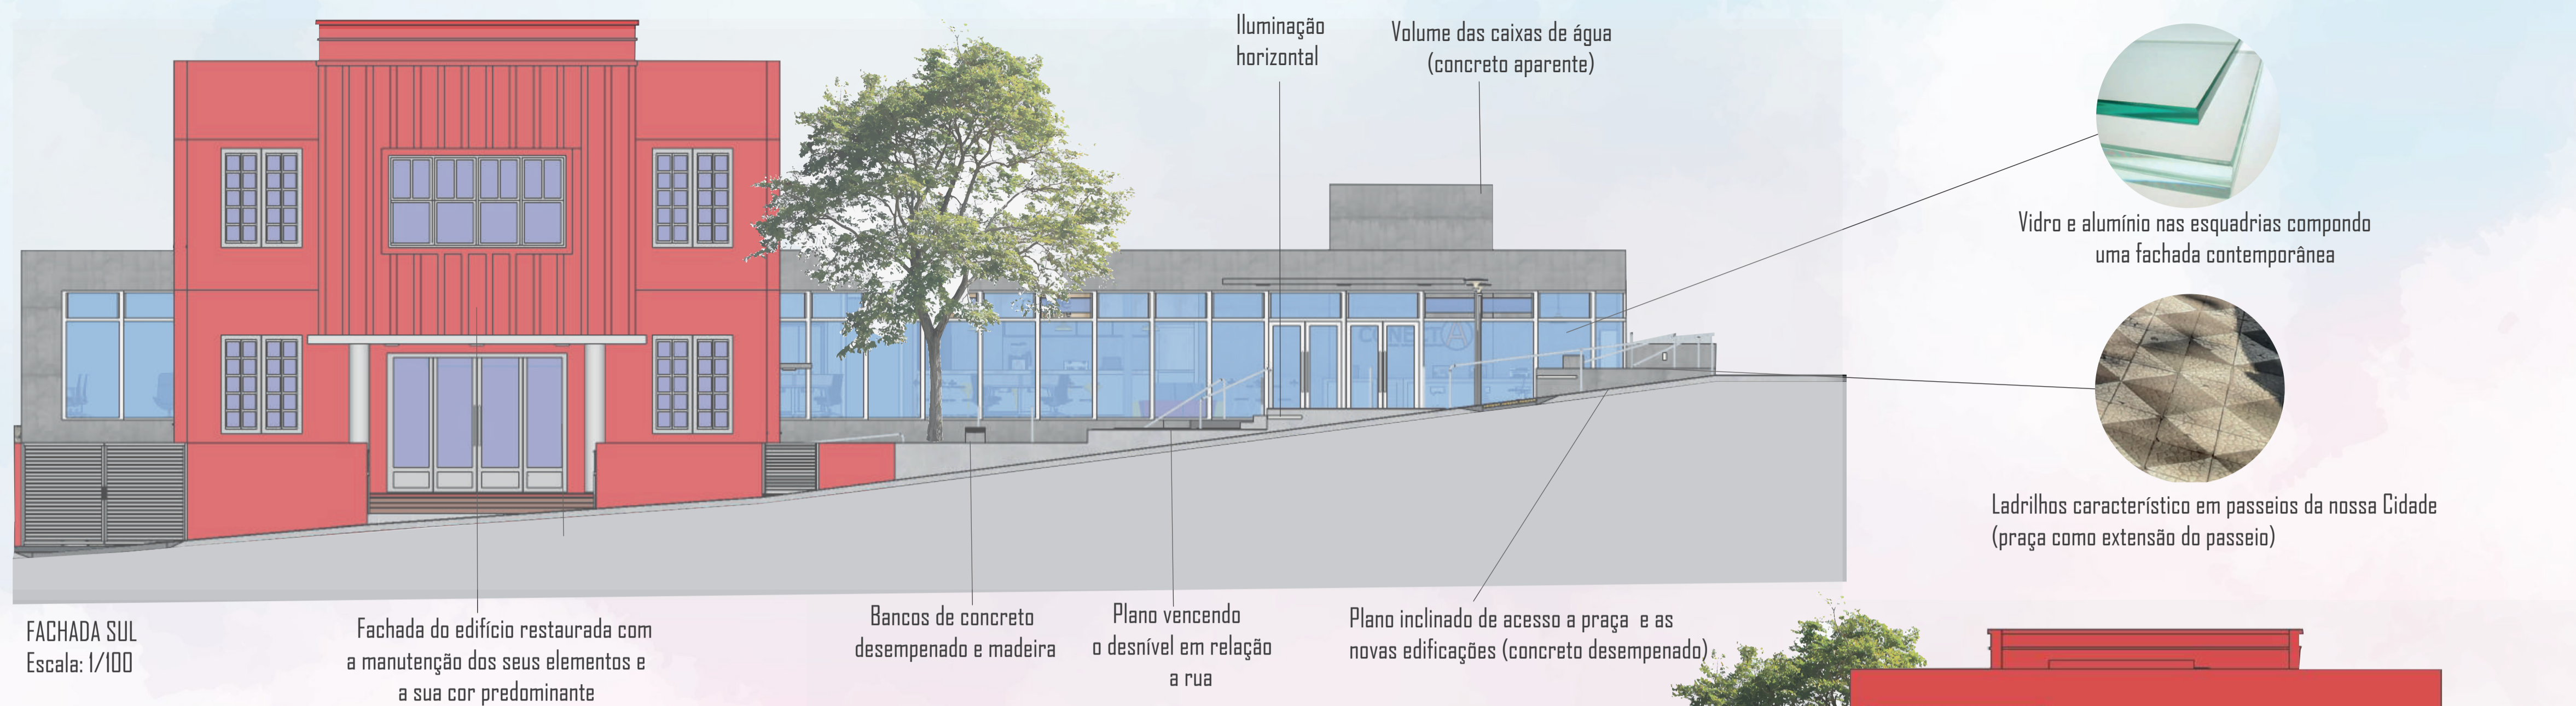 Iluminação
horizontal
Volume das caixas de água
(concreto aparente)
Vidro e alumínio nas esquadrias compondo
uma fachada contemporânea
CONECTA
Ladrilhos característico em passeios da nossa Cidade
(praça como extensão do passeio)
FACHADA SUL
Escala: 1/100
Fachada do edifício restaurada com
a manutenção dos seus elementos e
a sua cor predominante
Bancos de concreto
desempenado e madeira
Plano vencendo
o desnível em relação
a rua
Plano inclinado de acesso a praça e as
novas edificações (concreto desempenado)